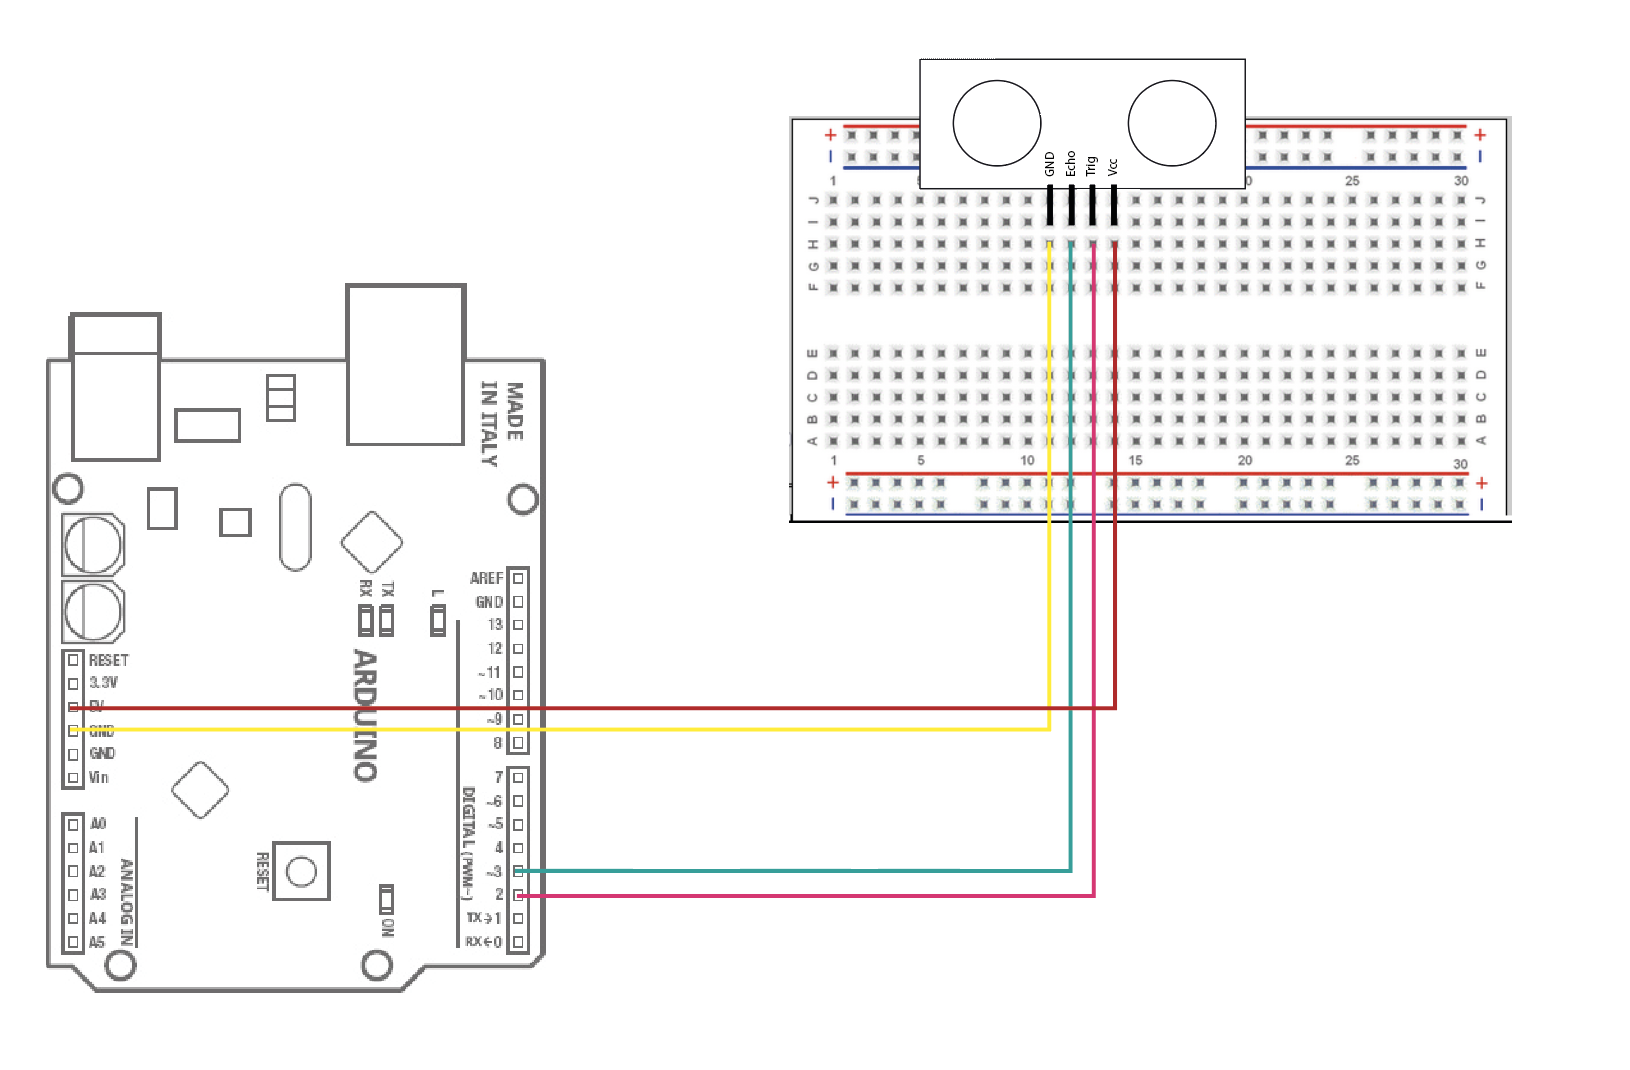 GND
Echo
Trig
Vcc
+ +
– –
1 25 30
J J
I I
H H
G G
F F
E E
D D
C C
B B
A A
1 5 10 15 20 25 30
+ +
– –
MADE
IN ITALY
RX
TX
L
AREF
GND
13
12
~11
~10
~9
8
7
~6
~5
4
~3
2
TX→1
RX←0
DIGITAL (PWM~)
ARDUINO
RESET
3.3V
5V
GND
GND
Vin
A0
A1
A2
A3
A4
A5
ANALOG IN
RESET
ON